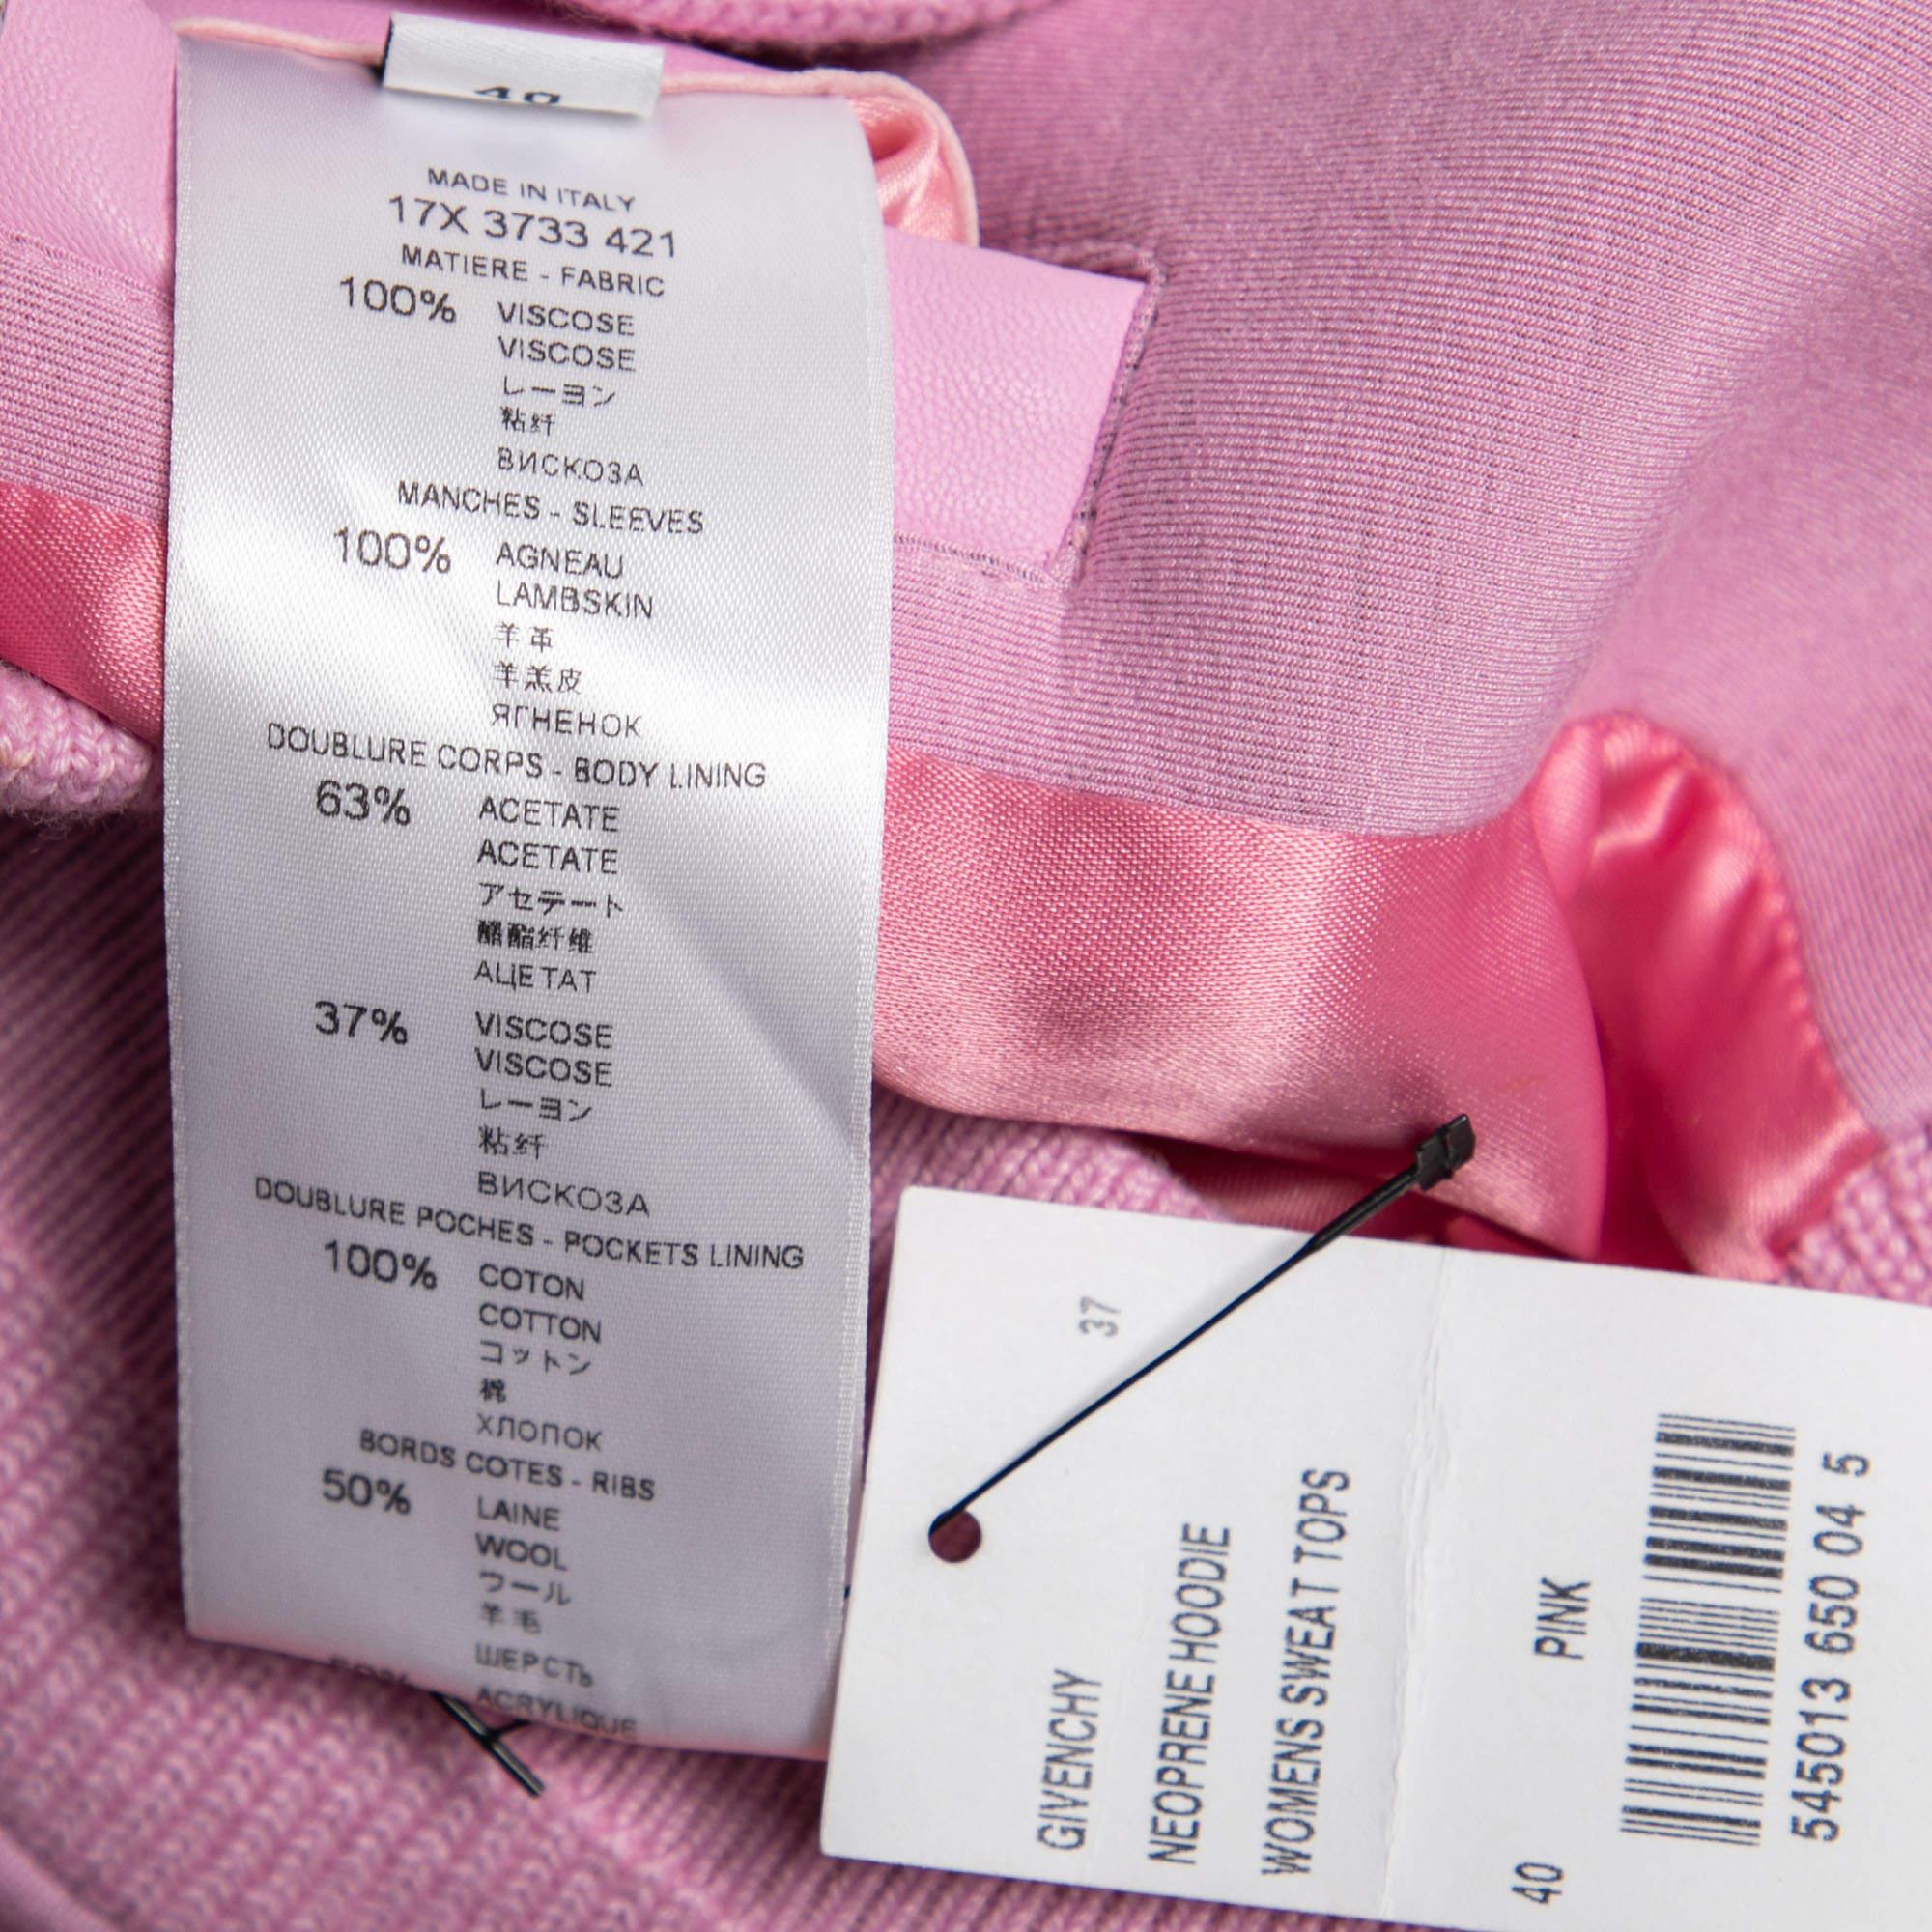 40
MADE IN ITALY
17X 3733 421
MATIERE - FABRIC
100% VISCOSE
VISCOSE
レーヨン
粘纤
ВИСКОЗА
MANCHES - SLEEVES
100% AGNEAU
LAMBSKIN
羊革
羊羔皮
ЯГНЕНОК
DOUBLURE CORPS - BODY LINING
63% ACETATE
ACETATE
アセテート
醋酯纤维
АЦЕТАТ
37% VISCOSE
VISCOSE
レーヨン
粘纤
ВИСКОЗА
DOUBLURE POCHES - POCKETS LINING
100% COTON
COTTON
コットン
棉
ХЛОПОК
BORDS COTES - RIBS
50% LAINE
WOOL
ウール
羊毛
ШЕРСТЬ
50% ACRYLIQUE
GIVENCHY 37
NEOPRENE HOODIE
WOMENS SWEAT TOPS
40 PINK
545013 650 04 5